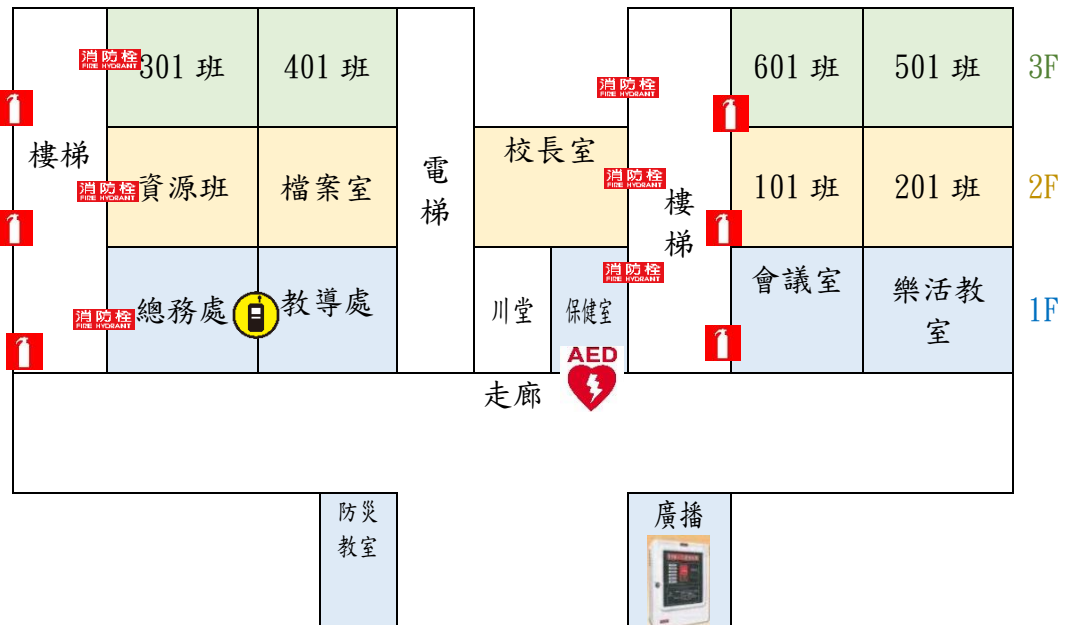 消防栓
FIRE HYDRANT
301 班
401 班
消防栓
FIRE HYDRANT
601 班
501 班
3F
樓梯
消防栓
FIRE HYDRANT
資源班
檔案室
電
梯
校長室
消防栓
FIRE HYDRANT
樓
梯
101 班
201 班
2F
消防栓
FIRE HYDRANT
總務處
教導處
川堂
保健室
消防栓
FIRE HYDRANT
會議室
樂活教
室
1F
AED
走廊
防災
教室
廣播